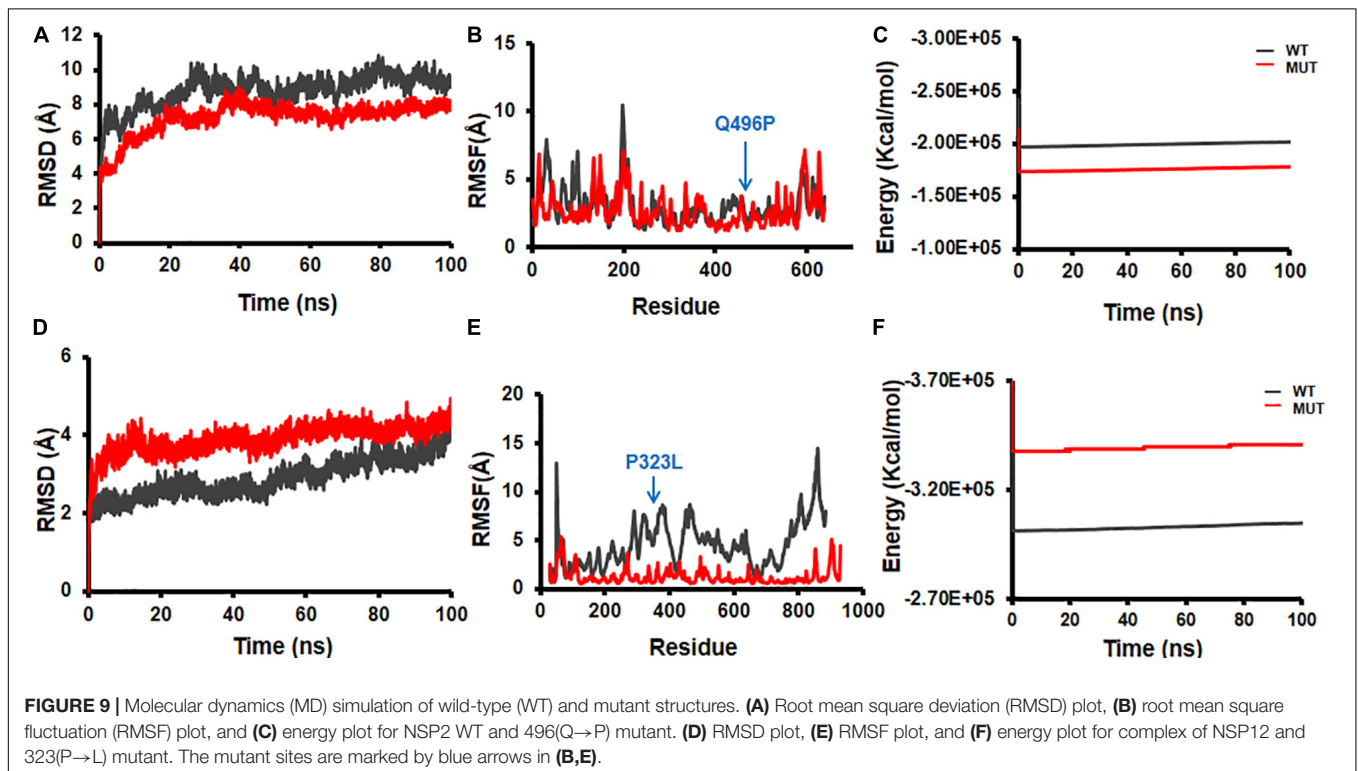 A
RMSD (Å)
12
10
8
6
4
2
0
0 20 40 60 80 100
Time (ns)
B
RMSF(Å)
15
10
5
0
Q496P
0 200 400 600
Residue
C
Energy (Kcal/mol)
-3.00E+05
-2.50E+05
-2.00E+05
-1.50E+05
-1.00E+05
WT
MUT
0 20 40 60 80 100
Time (ns)
D
RMSD (Å)
6
4
2
0
0 20 40 60 80 100
Time (ns)
E
RMSF(Å)
20
15
10
5
0
P323L
0 200 400 600 800 1000
Residue
F
Energy (Kcal/mol)
-3.70E+05
-3.20E+05
-2.70E+05
WT
MUT
0 20 40 60 80 100
Time (ns)
FIGURE 9 | Molecular dynamics (MD) simulation of wild-type (WT) and mutant structures. (A) Root mean square deviation (RMSD) plot, (B) root mean square
fluctuation (RMSF) plot, and (C) energy plot for NSP2 WT and 496(Q→P) mutant. (D) RMSD plot, (E) RMSF plot, and (F) energy plot for complex of NSP12 and
323(P→L) mutant. The mutant sites are marked by blue arrows in (B,E).